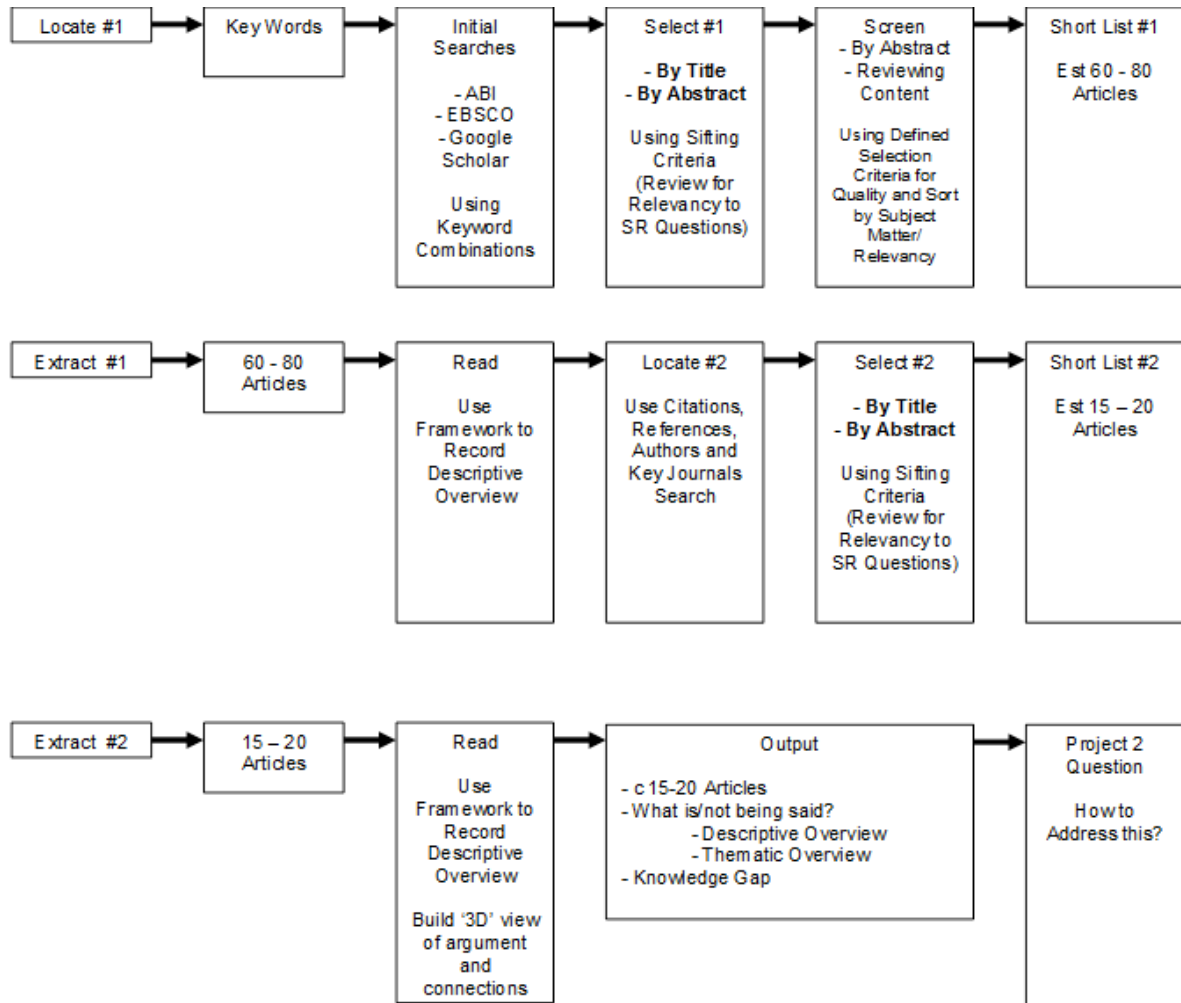 Locate #1
Key Words
Initial
Searches
- ABI
- EBSCO
- Google
Scholar
Using
Keyword
Combinations
Select #1
- By Title
- By Abstract
Using Sifting
Criteria
(Review for
Relevancy to
SR Questions)
Screen
- By Abstract
- Reviewing
Content
Using Defined
Selection
Criteria for
Quality and Sort
by Subject
Matter/
Relevancy
Short List #1
Est 60 - 80
Articles
Extract #1
60 - 80
Articles
Read
Use
Framework to
Record
Descriptive
Overview
Locate #2
Use Citations,
References,
Authors and
Key Journals
Search
Select #2
- By Title
- By Abstract
Using Sifting
Criteria
(Review for
Relevancy to
SR Questions)
Short List #2
Est 15 – 20
Articles
Extract #2
15 – 20
Articles
Read
Use
Framework to
Record
Descriptive
Overview
Build ‘3D’ view
of argument
and
connections
Output
- c 15-20 Articles
- What is/not being said?
- Descriptive Overview
- Thematic Overview
- Knowledge Gap
Project 2
Question
How to
Address this?